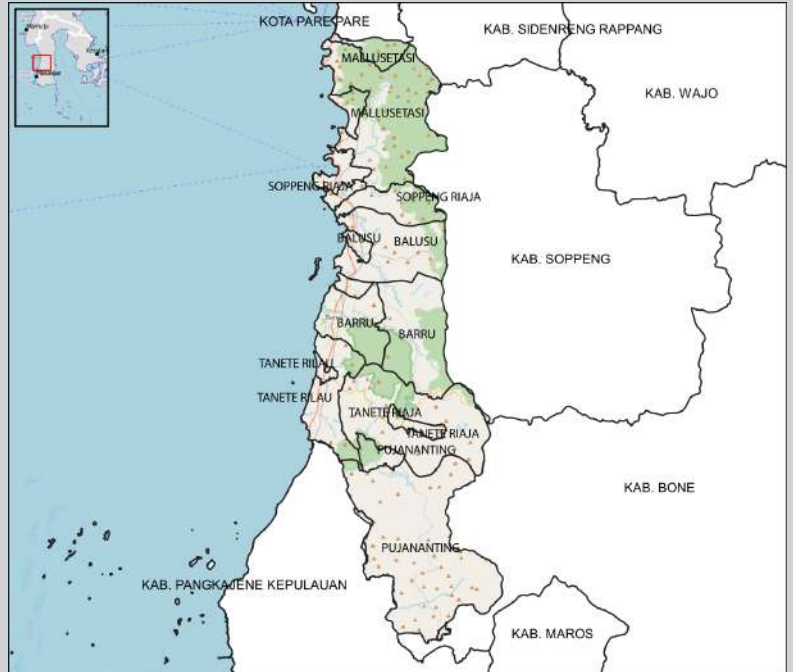 KOTA PARE PARE
KAB. SIDENRENG RAPPANG
MALLUSETASI
KAB. WAJO
MALLUSETASI
SOPPENG RIAJA
SOPPENG RIAJA
BALUSU
BALUSU
KAB. SOPPENG
BARRU
BARRU
TANETE RILAU
TANETE RILAU
TANETE RIAJA
TANETE RIAJA
PUJANANTING
KAB. BONE
PUJANANTING
KAB. PANGKAJENE KEPULAUAN
KAB. MAROS